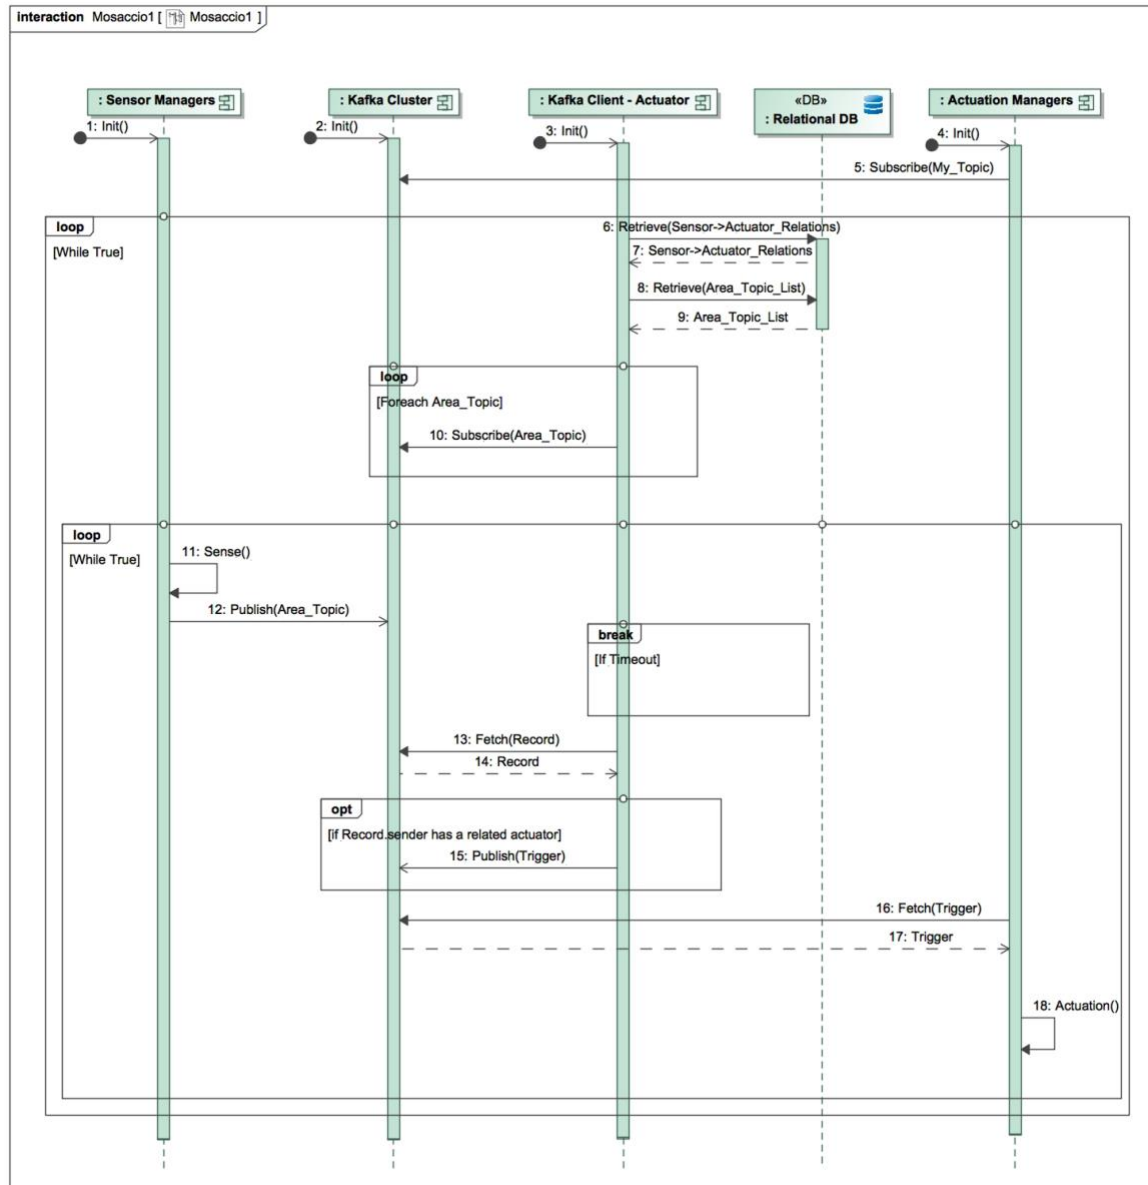 interaction Mosaccio1 [ Mosaccio1 ]
: Sensor Managers
: Kafka Cluster
: Kafka Client - Actuator
«DB»
: Relational DB
: Actuation Managers
1: Init()
2: Init()
3: Init()
4: Init()
5: Subscribe(My_Topic)
loop
[While True]
6: Retrieve(Sensor->Actuator_Relations)
7: Sensor->Actuator_Relations
8: Retrieve(Area_Topic_List)
9: Area_Topic_List
loop
[Foreach Area_Topic]
10: Subscribe(Area_Topic)
loop
[While True]
11: Sense()
12: Publish(Area_Topic)
break
[If Timeout]
13: Fetch(Record)
14: Record
opt
[if Record.sender has a related actuator]
15: Publish(Trigger)
16: Fetch(Trigger)
17: Trigger
18: Actuation()